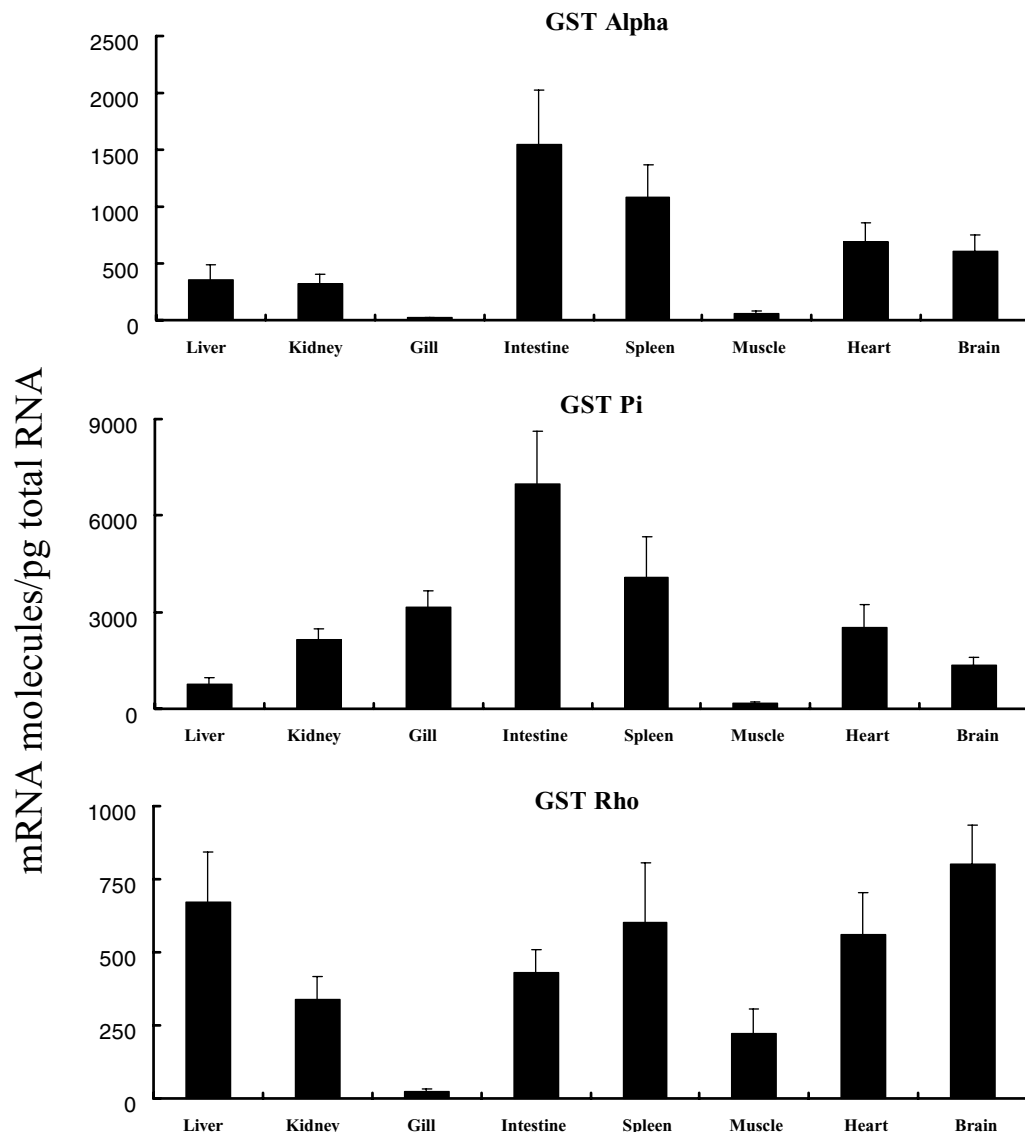 GST Alpha
2500
2000
1500
1000
500
0
Liver Kidney Gill Intestine Spleen Muscle Heart Brain
mRNA molecules/pg total RNA
GST Pi
9000
6000
3000
0
Liver Kidney Gill Intestine Spleen Muscle Heart Brain
GST Rho
1000
750
500
250
0
Liver Kidney Gill Intestine Spleen Muscle Heart Brain